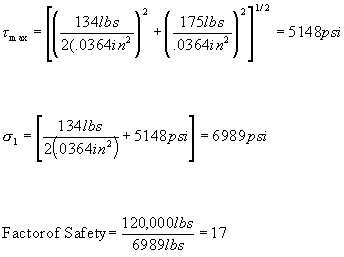 τmax = [(134lbs / 2(.0364in²))² + (175lbs / .0364in²)²]^1/2 = 5148psi
σ1 = [134lbs / 2(.0364in²) + 5148psi] = 6989psi
Factor of Safety = 120,000lbs / 6989lbs = 17